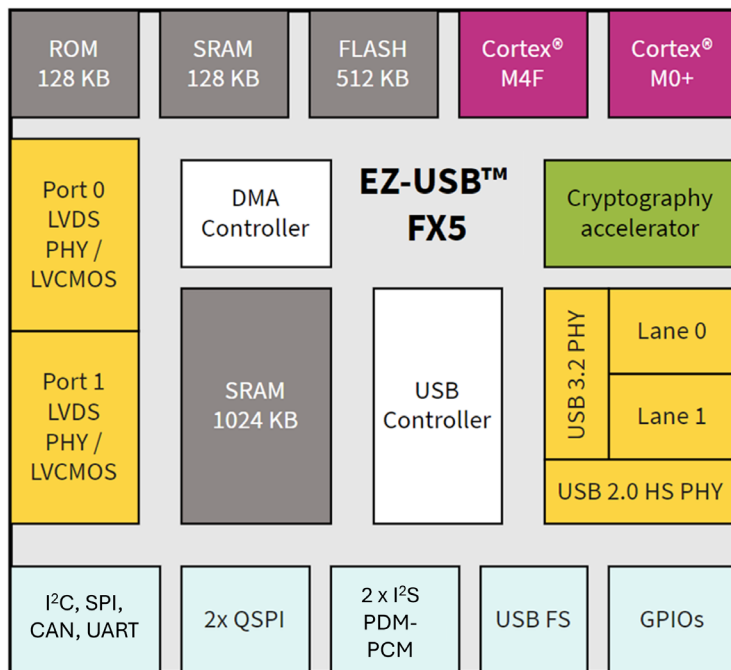 ROM
128 KB
SRAM
128 KB
FLASH
512 KB
Cortex®
M4F
Cortex®
M0+
Port 0
LVDS
PHY /
LVCMOS
DMA
Controller
EZ-USB™
FX5
Cryptography
accelerator
Port 1
LVDS
PHY /
LVCMOS
SRAM
1024 KB
USB
Controller
USB 3.2 PHY
Lane 0
Lane 1
USB 2.0 HS PHY
I²C, SPI,
CAN, UART
2x QSPI
2 x I²S
PDM-
PCM
USB FS
GPIOs